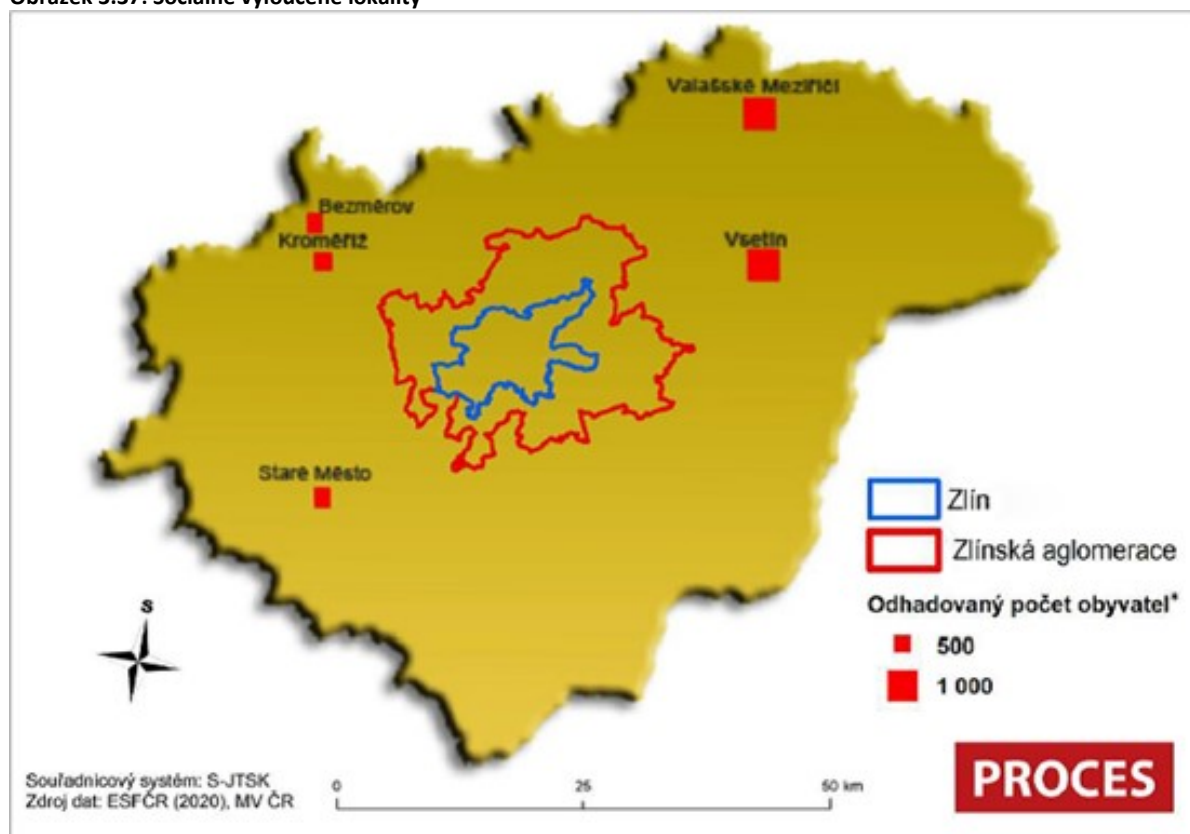 Obrázek 3.37: Sociálně vyloučené lokality
Valašské Meziříčí
Bezměrov
Kroměříž
Vsetín
Staré Město
Zlín
Zlínská aglomerace
Odhadovaný počet obyvatel*
500
1 000
S
Souřadnicový systém: S-JTSK
Zdroj dat: ESFČR (2020), MV ČR
0 25 50 km
PROCES